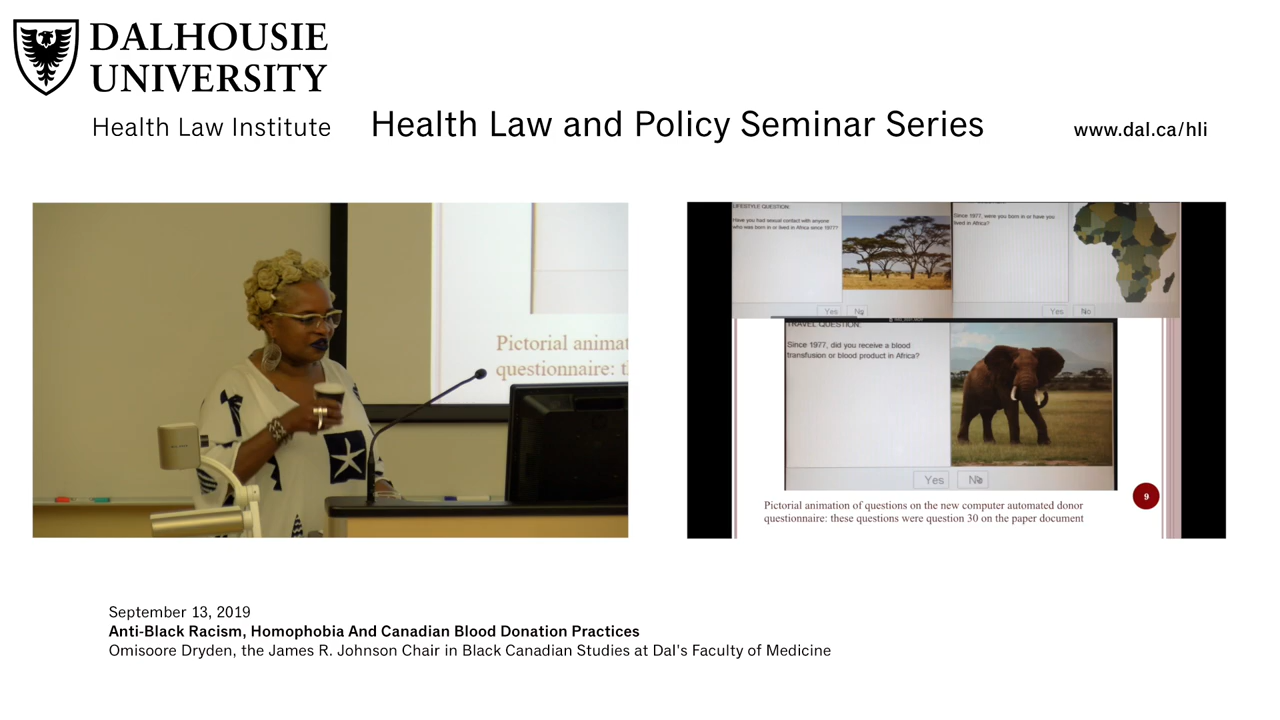 DALHOUSIE
UNIVERSITY
Health Law Institute
Health Law and Policy Seminar Series
www.dal.ca/hli
Pictorial animat
questionnaire: t
LIFESTYLE QUESTION:
Have you had sexual contact with anyone
who was born in or lived in Africa since 1977?
Yes No
Since 1977, were you born in or have you
lived in Africa?
Yes No
TRAVEL QUESTION:
Since 1977, did you receive a blood
transfusion or blood product in Africa?
Yes No
9
Pictorial animation of questions on the new computer automated donor
questionnaire: these questions were question 30 on the paper document
September 13, 2019
Anti-Black Racism, Homophobia And Canadian Blood Donation Practices
Omisoore Dryden, the James R. Johnson Chair in Black Canadian Studies at Dal's Faculty of Medicine